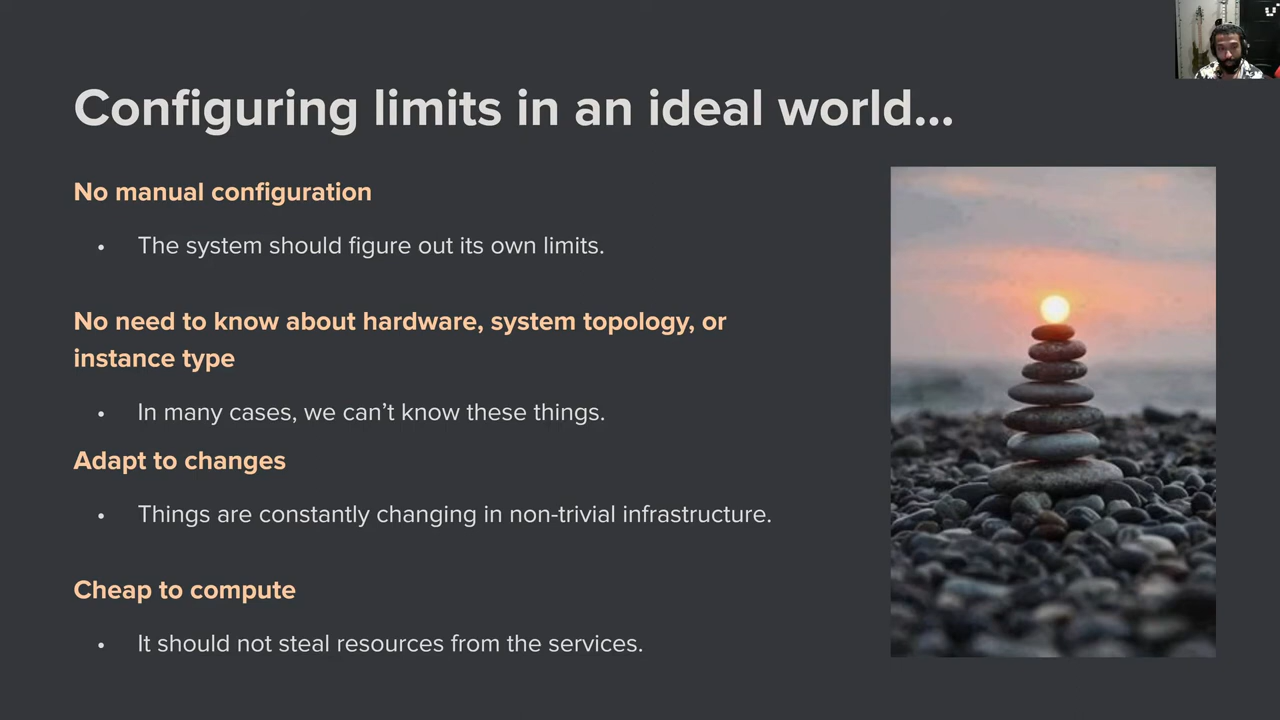 Configuring limits in an ideal world...
No manual configuration
• The system should figure out its own limits.
No need to know about hardware, system topology, or
instance type
• In many cases, we can’t know these things.
Adapt to changes
• Things are constantly changing in non-trivial infrastructure.
Cheap to compute
• It should not steal resources from the services.